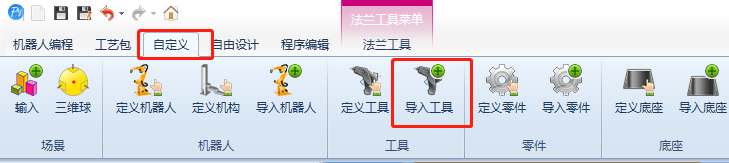 法兰工具菜单
机器人编程 工艺包 自定义 自由设计 程序编辑 法兰工具
输入 三维球 定义机器人 定义机构 导入机器人 定义工具 导入工具 定义零件 导入零件 定义底座 导入底座
场景 机器人 工具 零件 底座